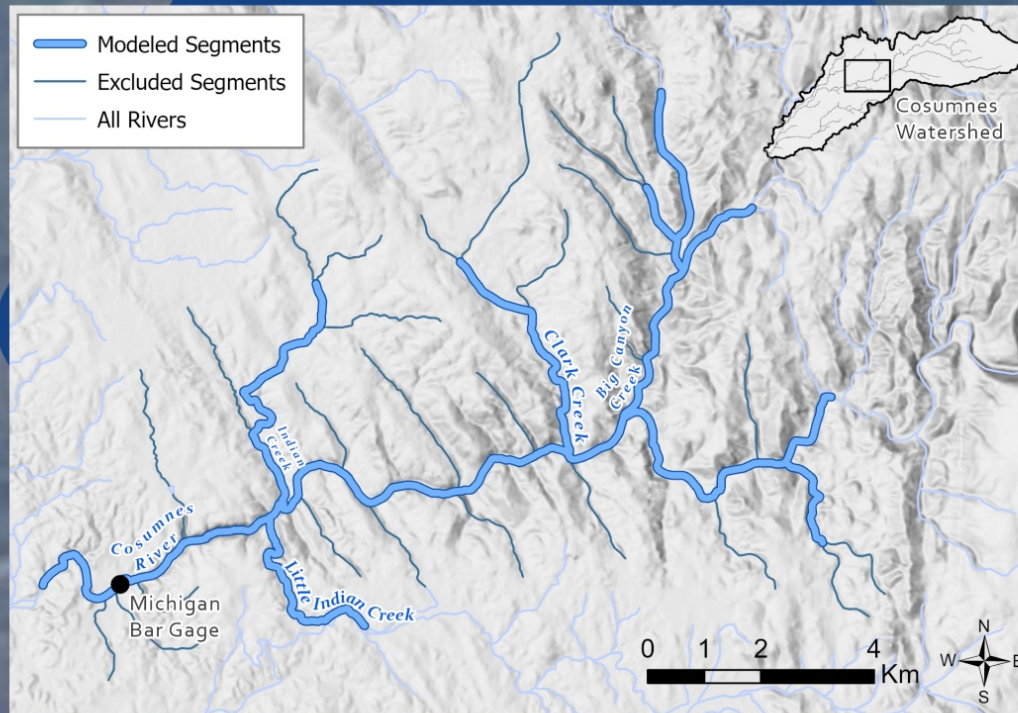 Modeled Segments
Excluded Segments
All Rivers
Cosumnes
Watershed
Clark Creek
Big Canyon
Creek
Indian
Creek
Cosumnes
River
Little Indian Creek
Michigan
Bar Gage
0 1 2 4
Km
N
W E
S